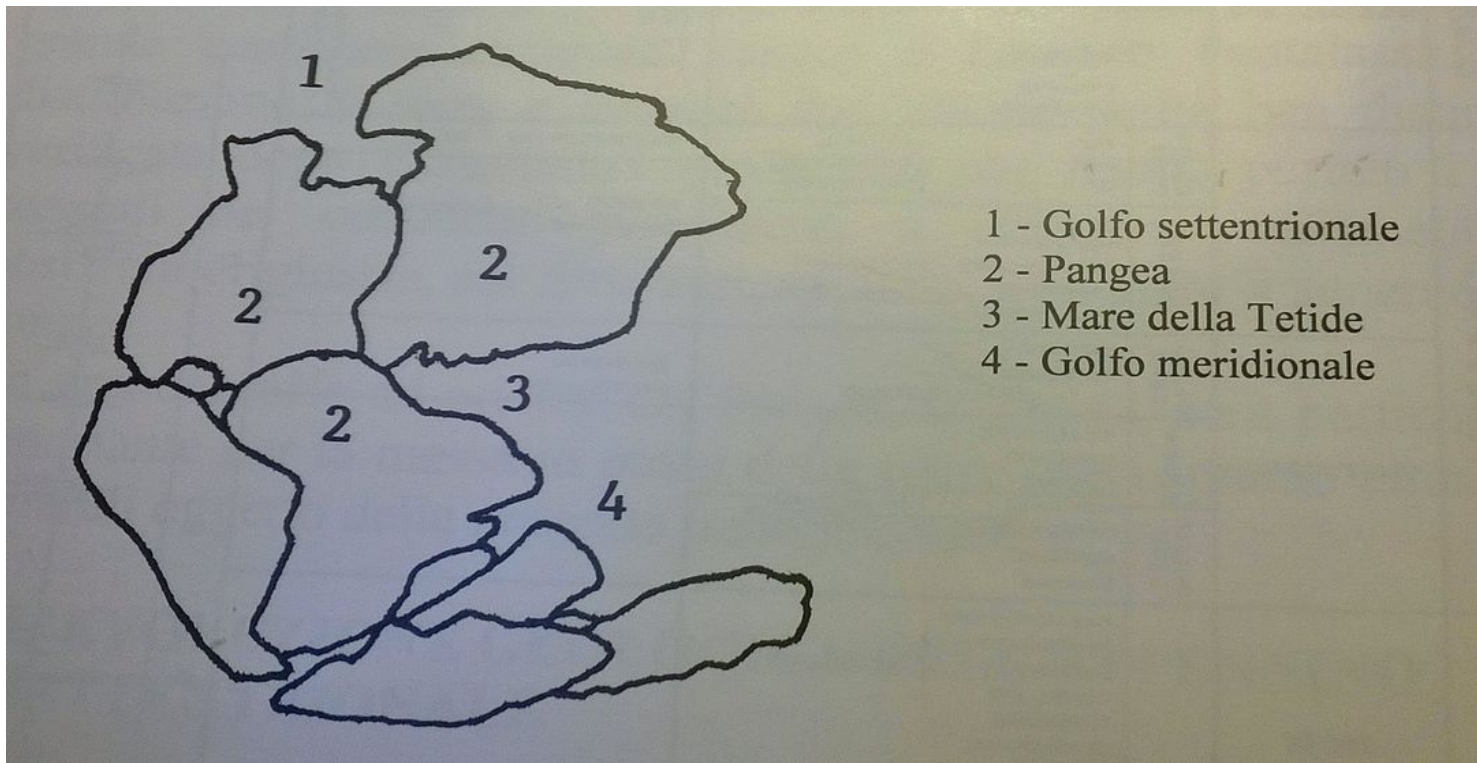 1
2
2
2
3
4
1 - Golfo settentrionale
2 - Pangea
3 - Mare della Tetide
4 - Golfo meridionale